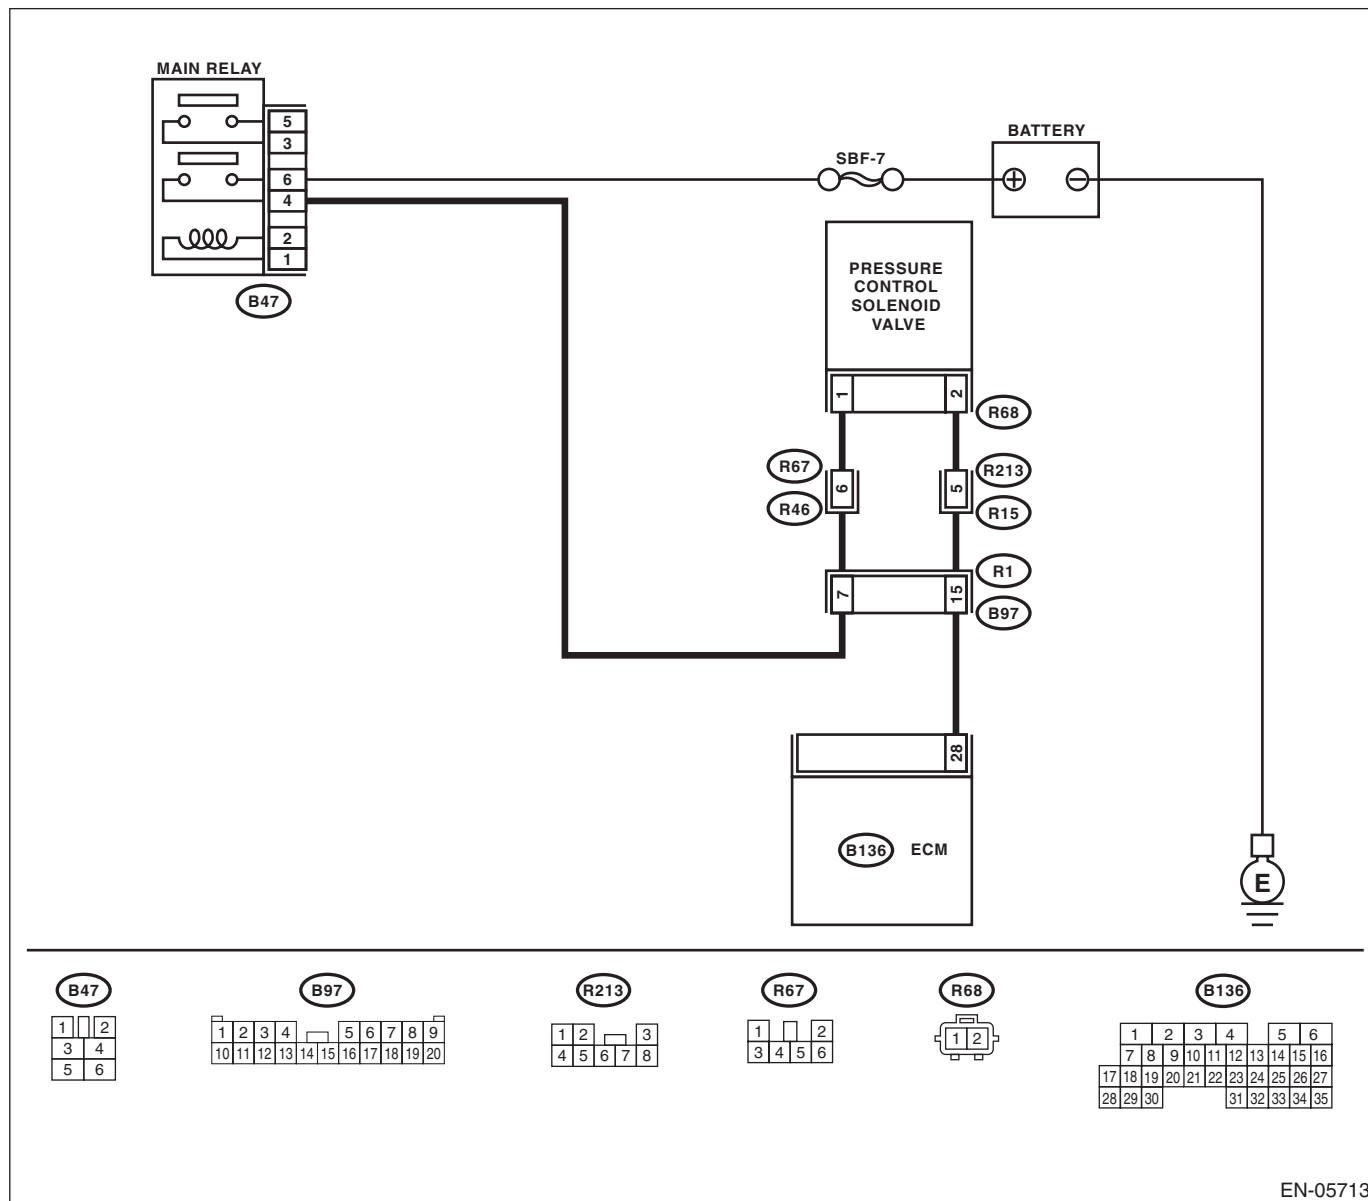 MAIN RELAY
5
3
6
4
2
1
B47
SBF-7
BATTERY
+
−
PRESSURE
CONTROL
SOLENOID
VALVE
1 2
R68
R67
R46
6
5
R213
R15
R1
B97
7 15
28
B136 ECM
E
B47
1 2
3 4
5 6
B97
1 2 3 4 5 6 7 8 9
10 11 12 13 14 15 16 17 18 19 20
R213
1 2 3
4 5 6 7 8
R67
1 2
3 4 5 6
R68
1 2
B136
1 2 3 4 5 6
7 8 9 10 11 12 13 14 15 16
17 18 19 20 21 22 23 24 25 26 27
28 29 30 31 32 33 34 35
EN-05713